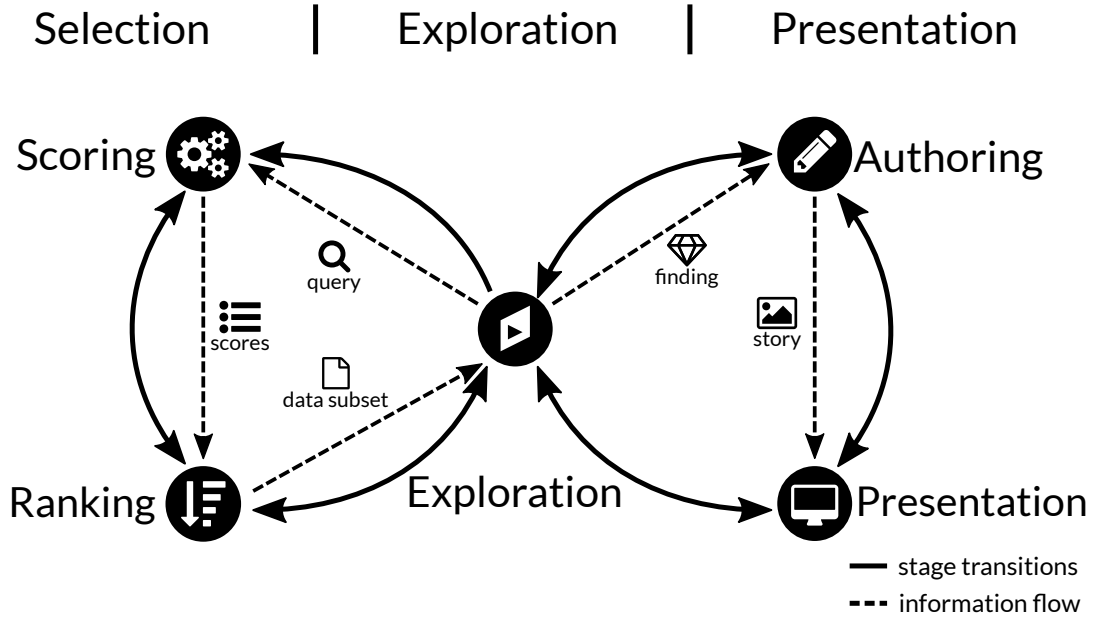 Selection | Exploration | Presentation
Scoring
Authoring
query
finding
scores
story
data subset
Ranking
Exploration
Presentation
stage transitions
information flow